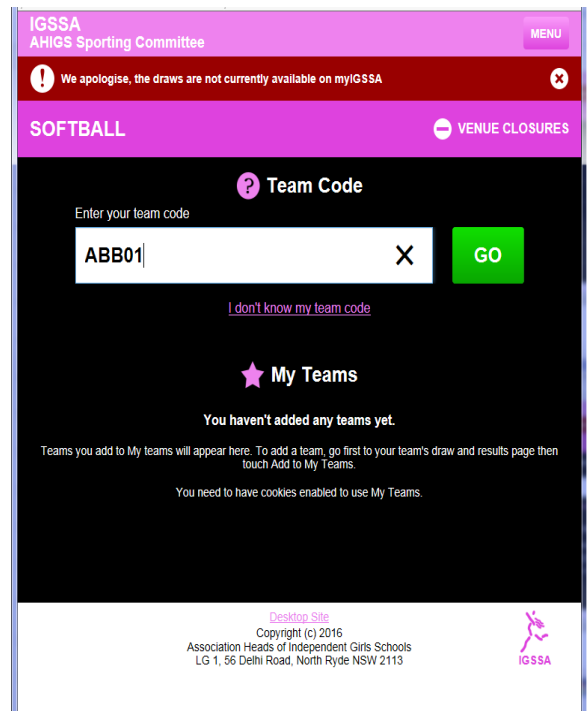 IGSSA
AHIGS Sporting Committee
MENU
! We apologise, the draws are not currently available on myIGSSA
SOFTBALL
VENUE CLOSURES
? Team Code
Enter your team code
ABB01
GO
I don't know my team code
My Teams
You haven't added any teams yet.
Teams you add to My teams will appear here. To add a team, go first to your team's draw and results page then
touch Add to My Teams.
You need to have cookies enabled to use My Teams.
Desktop Site
Copyright (c) 2016
Association Heads of Independent Girls Schools
LG 1, 56 Delhi Road, North Ryde NSW 2113
IGSSA